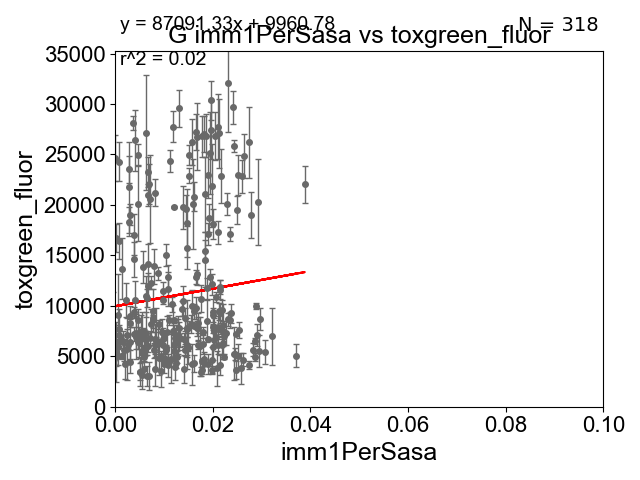 y = 87091.33x + 9960.78
N = 318
G imm1PerSasa vs toxgreen_fluor
r^2 = 0.02
35000
30000
25000
20000
15000
10000
5000
0
toxgreen_fluor
0.00 0.02 0.04 0.06 0.08 0.10
imm1PerSasa